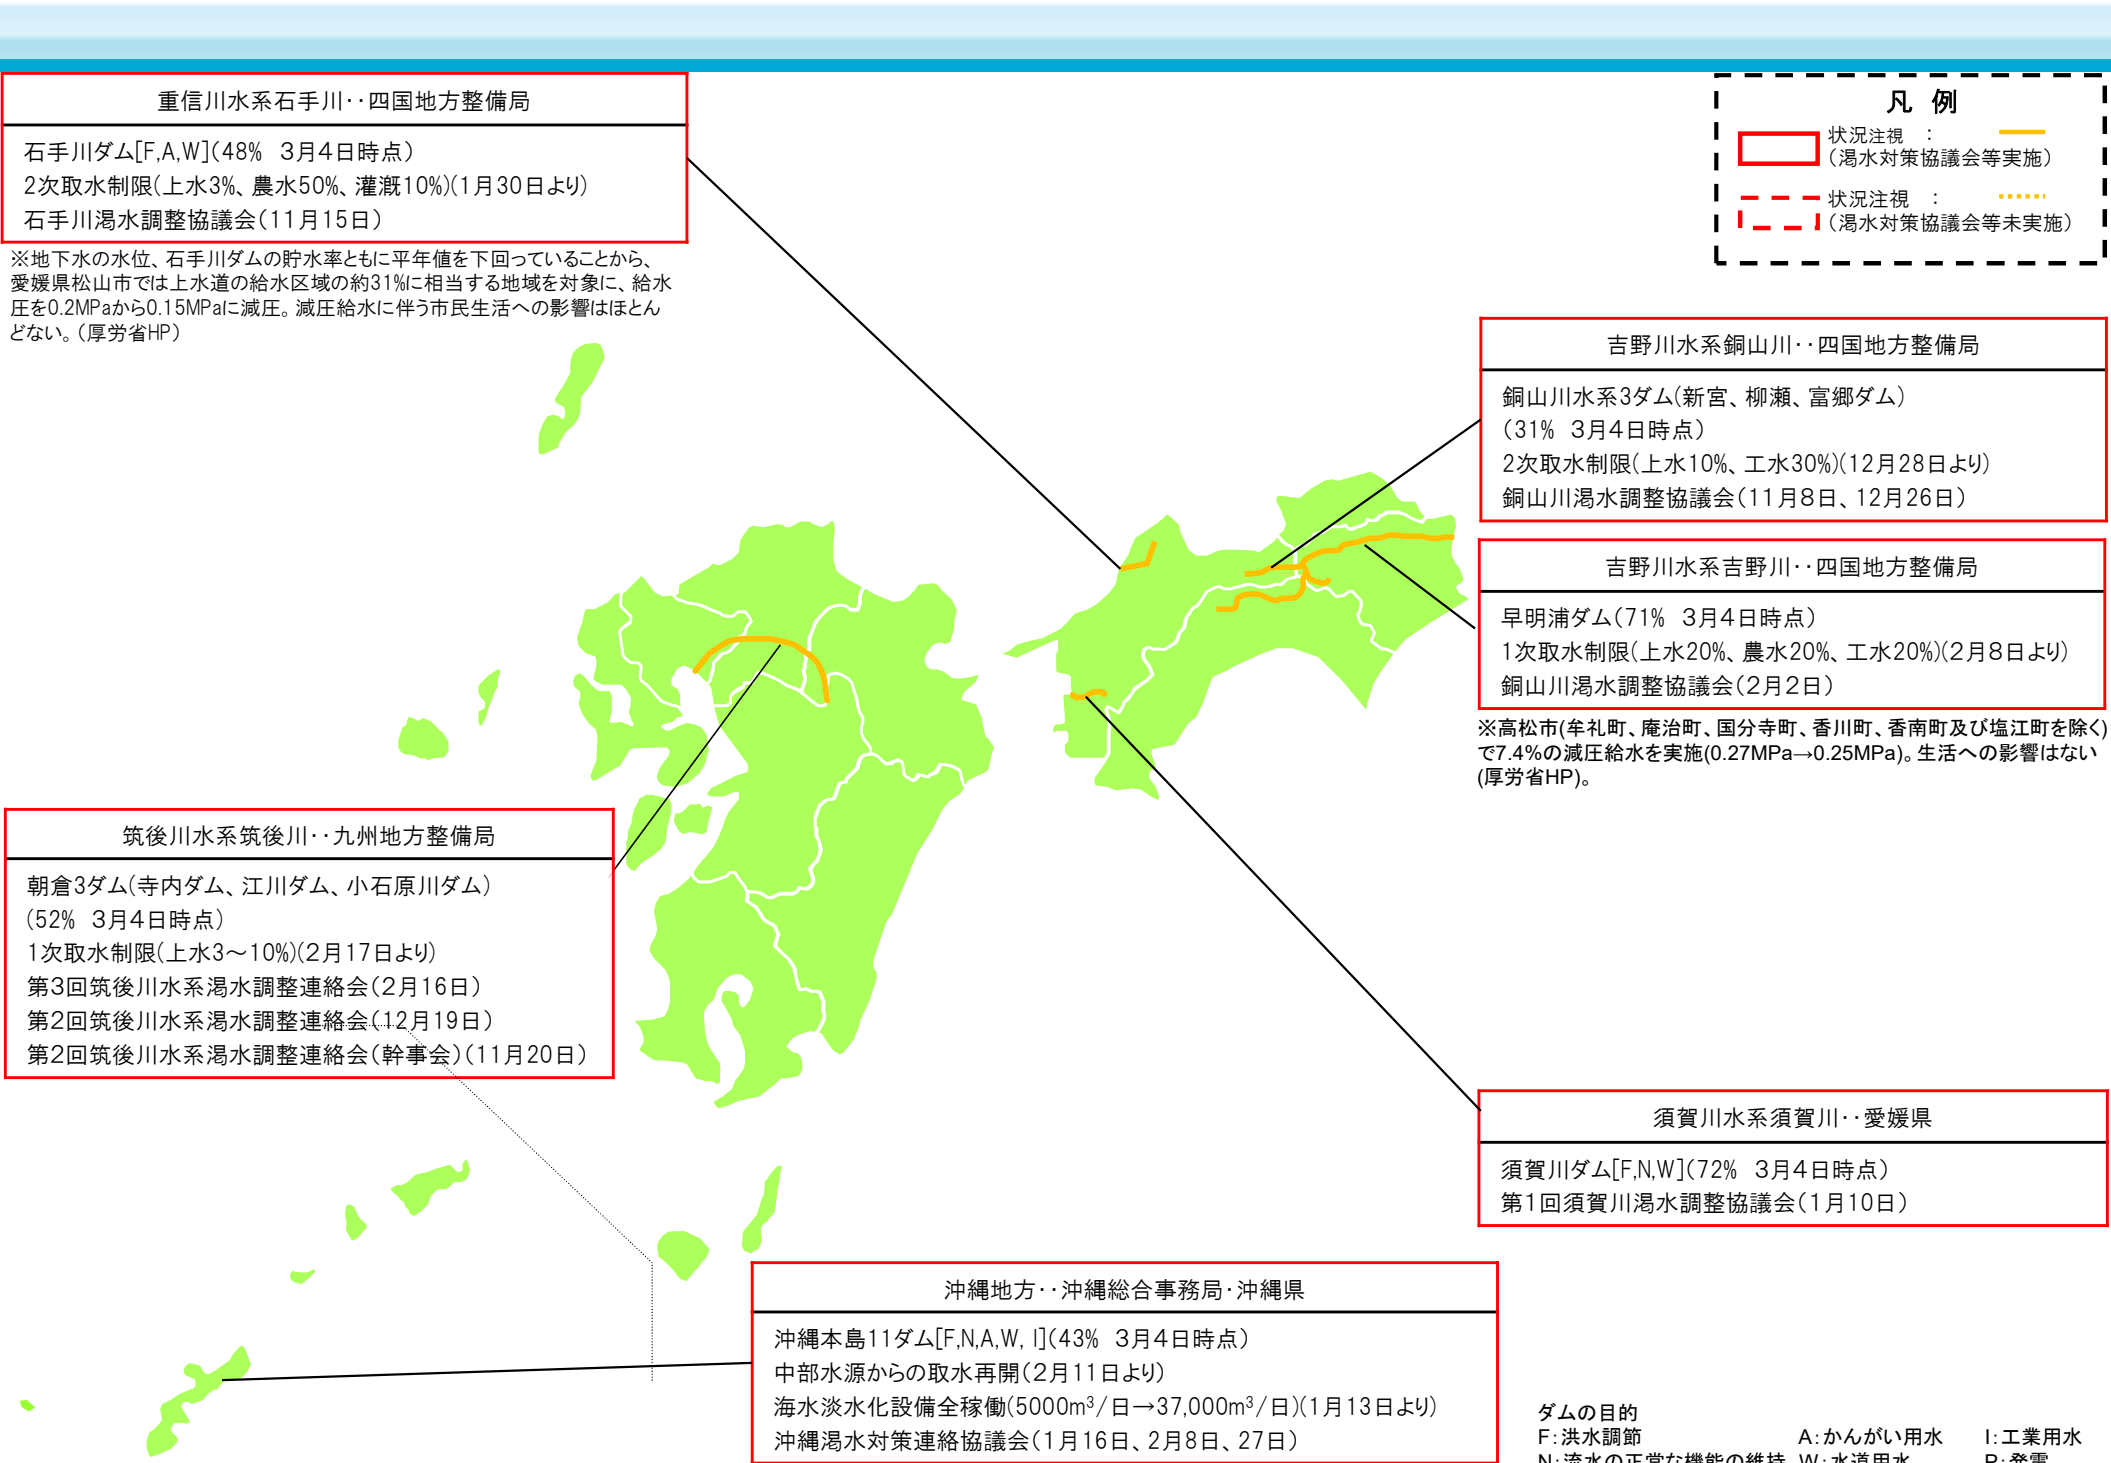 重信川水系石手川‥四国地方整備局
石手川ダム[F,A,W](48% 3月4日時点)
2次取水制限(上水3%、農水50%、灌漑10%)(1月30日より)
石手川渇水調整協議会(11月15日)
※地下水の水位、石手川ダムの貯水率ともに平年値を下回っていることから、
愛媛県松山市では上水道の給水区域の約31%に相当する地域を対象に、給水
圧を0.2MPaから0.15MPaに減圧。減圧給水に伴う市民生活への影響はほとん
どない。（厚労省HP）
凡 例
状況注視 ：
（渇水対策協議会等実施）
状況注視 ：
（渇水対策協議会等未実施）
吉野川水系銅山川‥四国地方整備局
銅山川水系3ダム(新宮、柳瀬、富郷ダム)
(31% 3月4日時点)
2次取水制限(上水10%、工水30%)(12月28日より)
銅山川渇水調整協議会(11月8日、12月26日)
吉野川水系吉野川‥四国地方整備局
早明浦ダム(71% 3月4日時点)
1次取水制限(上水20%、農水20%、工水20%)(2月8日より)
銅山川渇水調整協議会(2月2日)
※高松市(牟礼町、庵治町、国分寺町、香川町、香南町及び塩江町を除く)
で7.4%の減圧給水を実施(0.27MPa→0.25MPa)。生活への影響はない
(厚労省HP)。
筑後川水系筑後川‥九州地方整備局
朝倉3ダム(寺内ダム、江川ダム、小石原川ダム)
(52% 3月4日時点)
1次取水制限(上水3～10%)(2月17日より)
第3回筑後川水系渇水調整連絡会(2月16日)
第2回筑後川水系渇水調整連絡会(12月19日)
第2回筑後川水系渇水調整連絡会(幹事会)(11月20日)
須賀川水系須賀川‥愛媛県
須賀川ダム[F,N,W](72% 3月4日時点)
第1回須賀川渇水調整協議会(1月10日)
沖縄地方‥沖縄総合事務局・沖縄県
沖縄本島11ダム[F,N,A,W, I](43% 3月4日時点)
中部水源からの取水再開(2月11日より)
海水淡水化設備全稼働(5000m³/日→37,000m³/日)(1月13日より)
沖縄渇水対策連絡協議会(1月16日、2月8日、27日)
ダムの目的
F：洪水調節 A：かんがい用水 I：工業用水
N：流水の正常な機能の維持 W：水道用水 P：発電